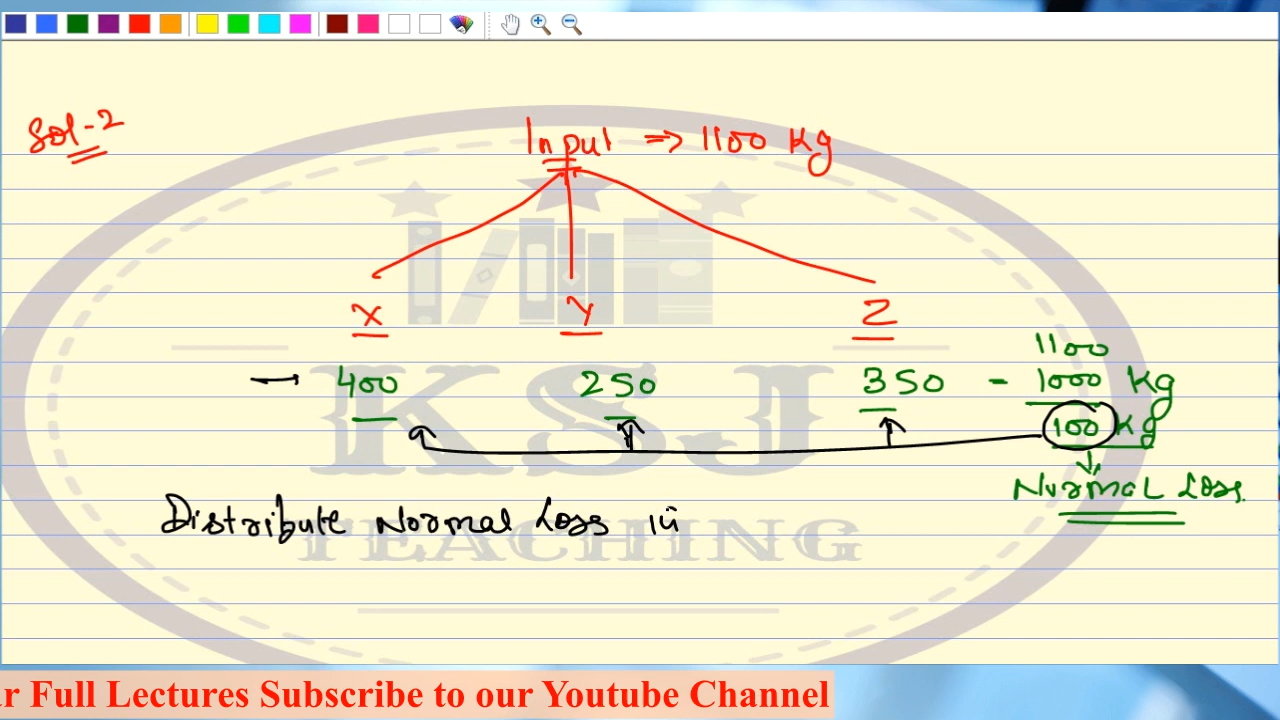 Sol-2
Input ⇒ 1100 Kg
X Y Z
1100
- 400 250 350 - 1000 Kg
100 Kg
Normal Loss
Distribute Normal Loss in
KSJ
TEACHING
r Full Lectures Subscribe to our Youtube Channel